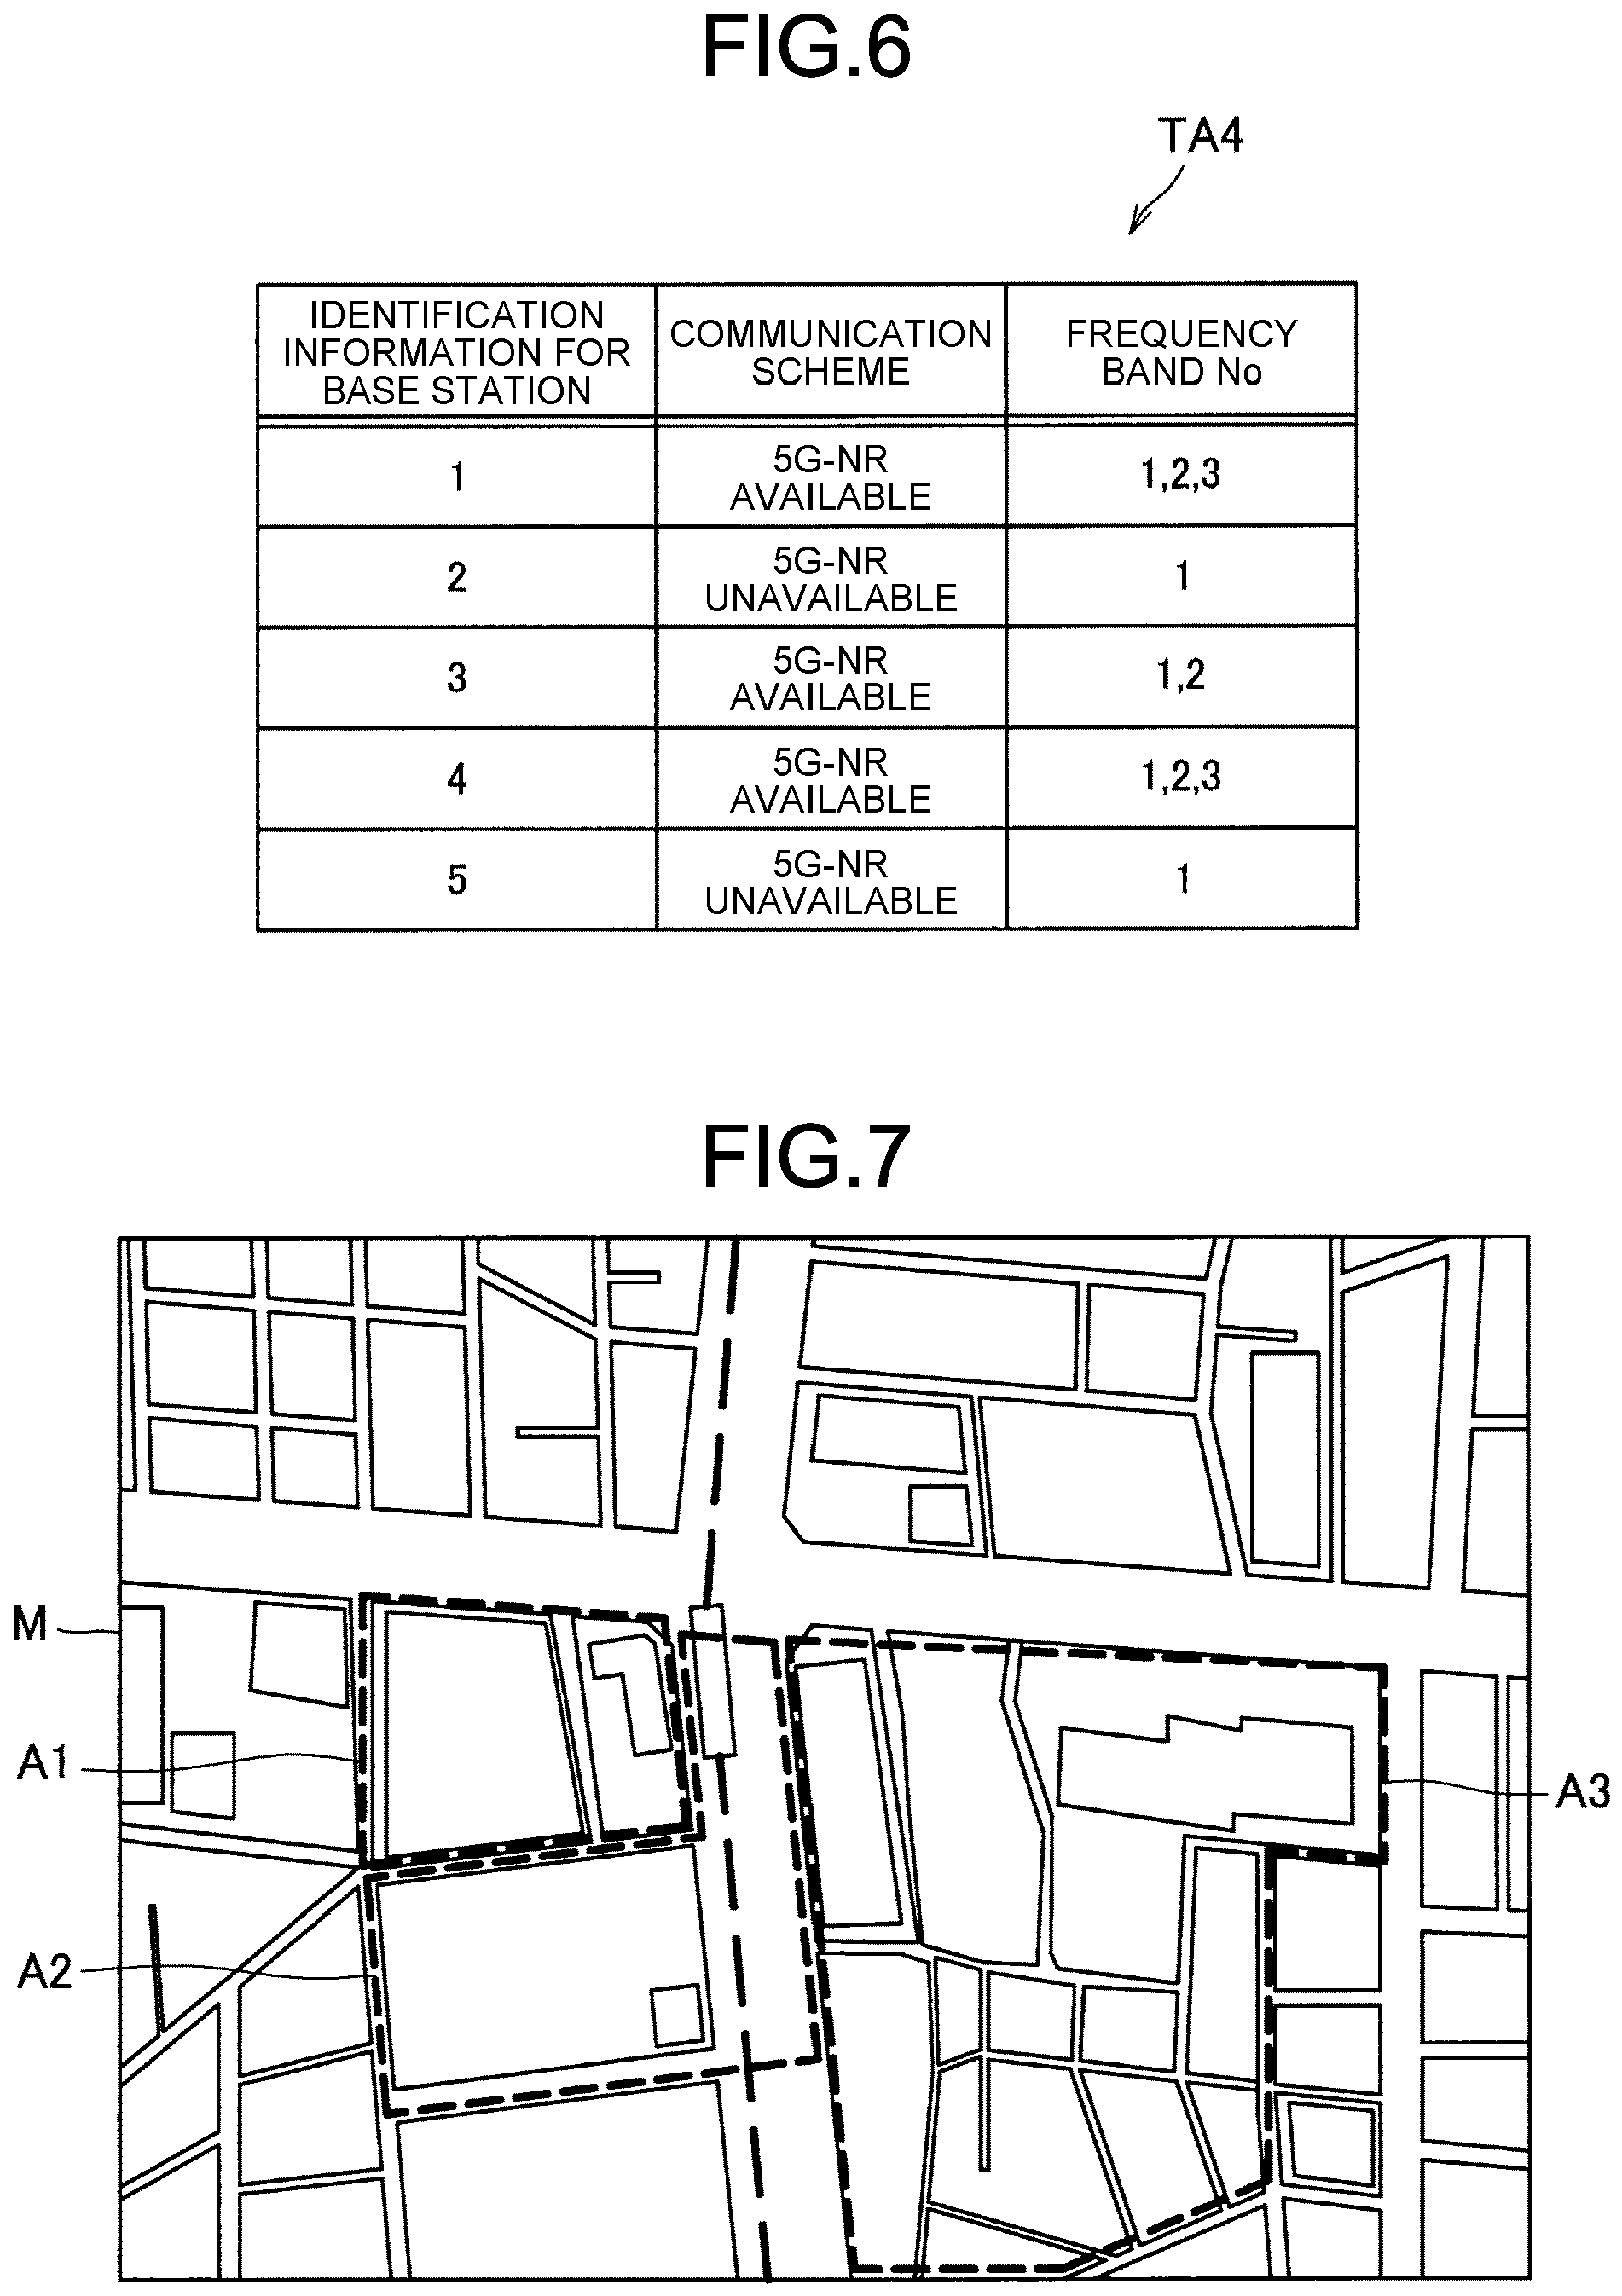 FIG.6
TA4
IDENTIFICATION
INFORMATION FOR
BASE STATION
COMMUNICATION
SCHEME
FREQUENCY
BAND No
1
5G-NR
AVAILABLE
1,2,3
2
5G-NR
UNAVAILABLE
1
3
5G-NR
AVAILABLE
1,2
4
5G-NR
AVAILABLE
1,2,3
5
5G-NR
UNAVAILABLE
1
FIG.7
M
A1
A3
A2